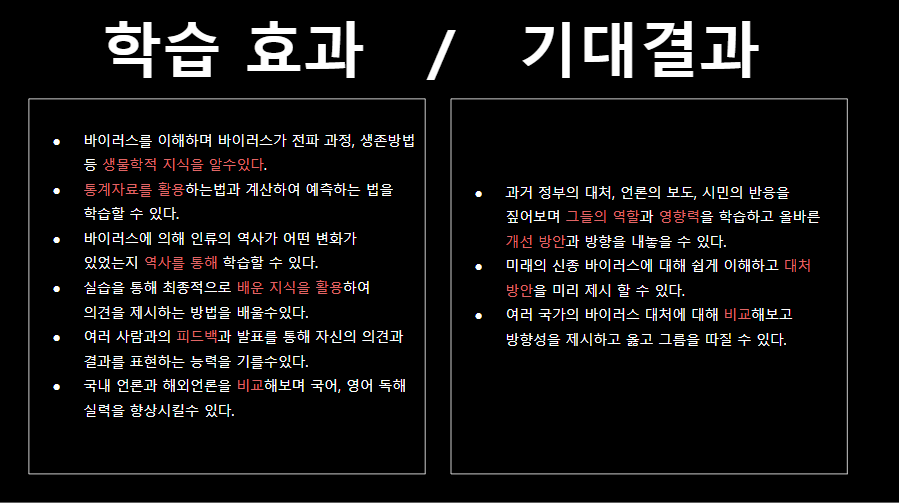 학습 효과 / 기대결과
● 바이러스를 이해하며 바이러스가 전파 과정, 생존방법
등 생물학적 지식을 알수있다.
● 통계자료를 활용하는법과 계산하여 예측하는 법을
학습할 수 있다.
● 바이러스에 의해 인류의 역사가 어떤 변화가
있었는지 역사를 통해 학습할 수 있다.
● 실습을 통해 최종적으로 배운 지식을 활용하여
의견을 제시하는 방법을 배울수있다.
● 여러 사람과의 피드백과 발표를 통해 자신의 의견과
결과를 표현하는 능력을 기를수있다.
● 국내 언론과 해외언론을 비교해보며 국어, 영어 독해
실력을 향상시킬수 있다.
● 과거 정부의 대처, 언론의 보도, 시민의 반응을
짚어보며 그들의 역할과 영향력을 학습하고 올바른
개선 방안과 방향을 내놓을 수 있다.
● 미래의 신종 바이러스에 대해 쉽게 이해하고 대처
방안을 미리 제시 할 수 있다.
● 여러 국가의 바이러스 대처에 대해 비교해보고
방향성을 제시하고 옳고 그름을 따질 수 있다.